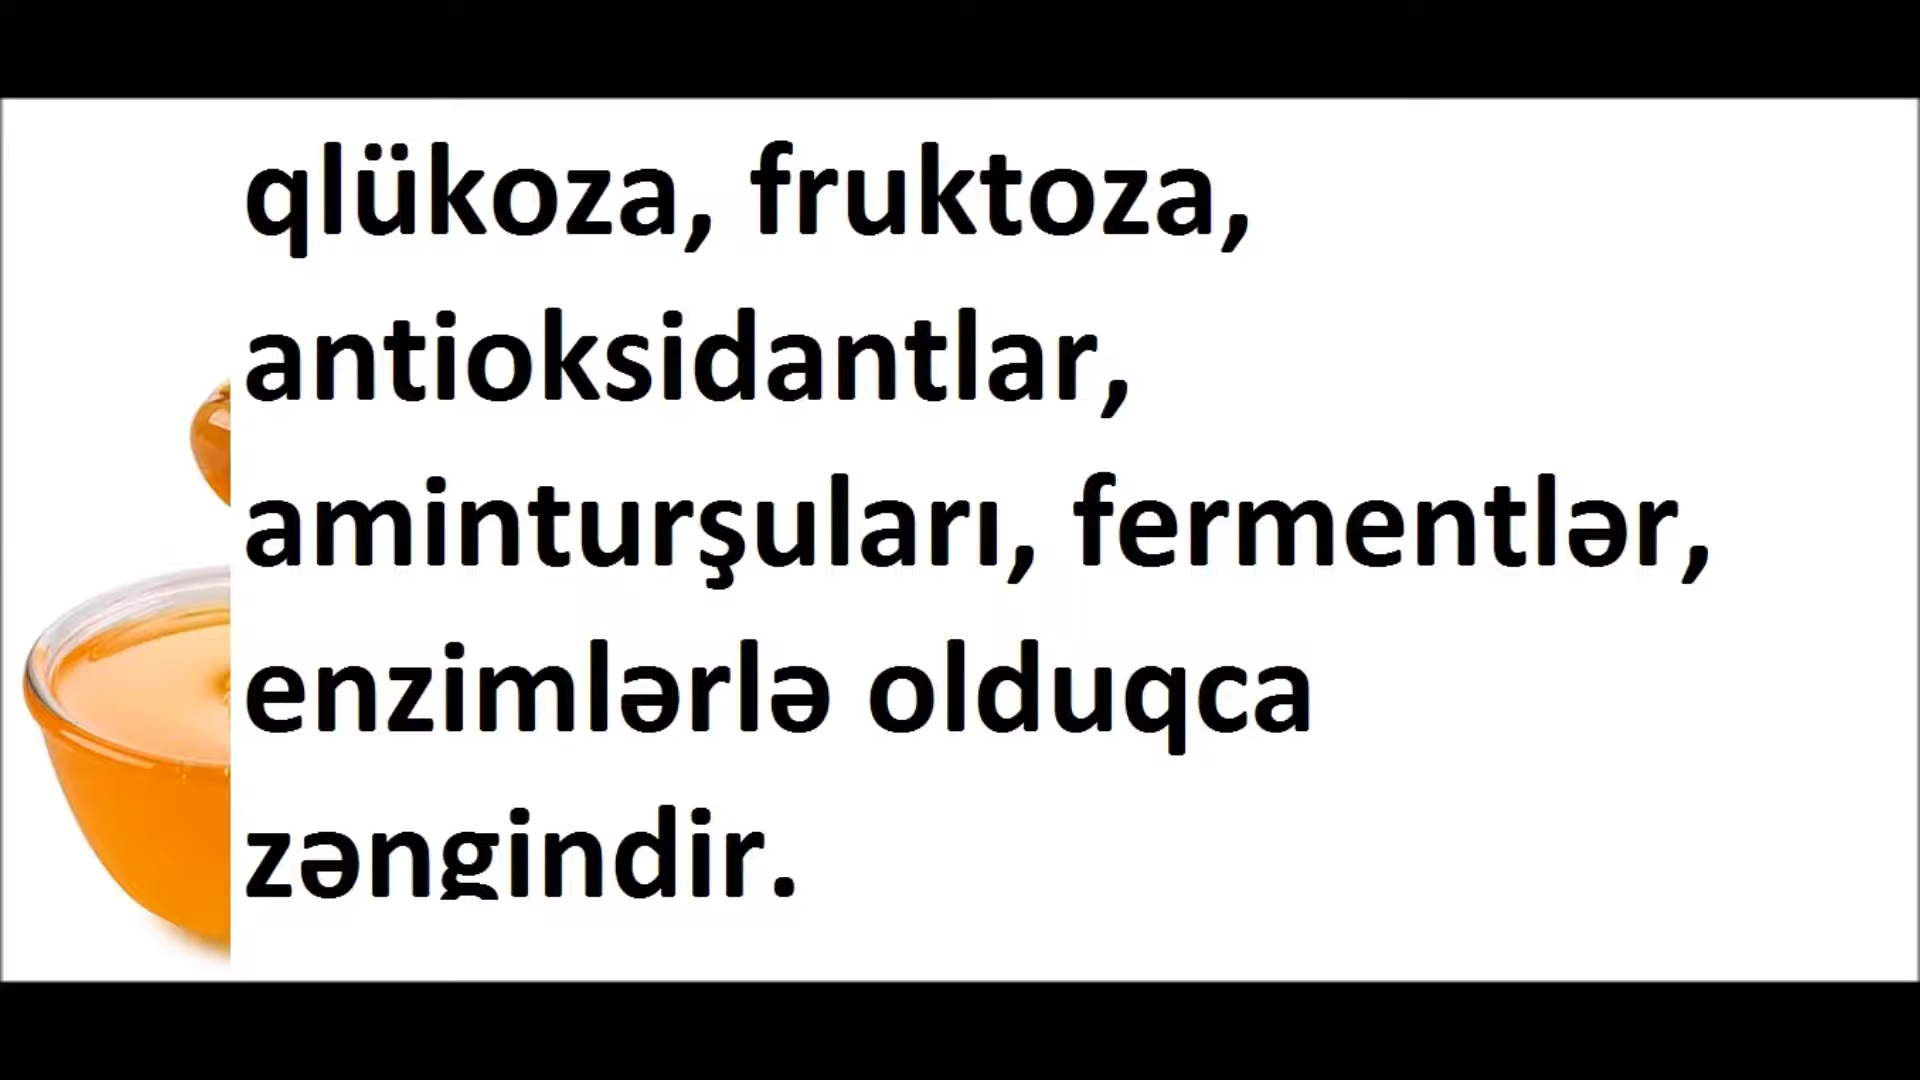 qlükoza, fruktoza,
antioksidantlar,
aminturşuları, fermentlər,
enzimlərlə olduqca
zəngindir.